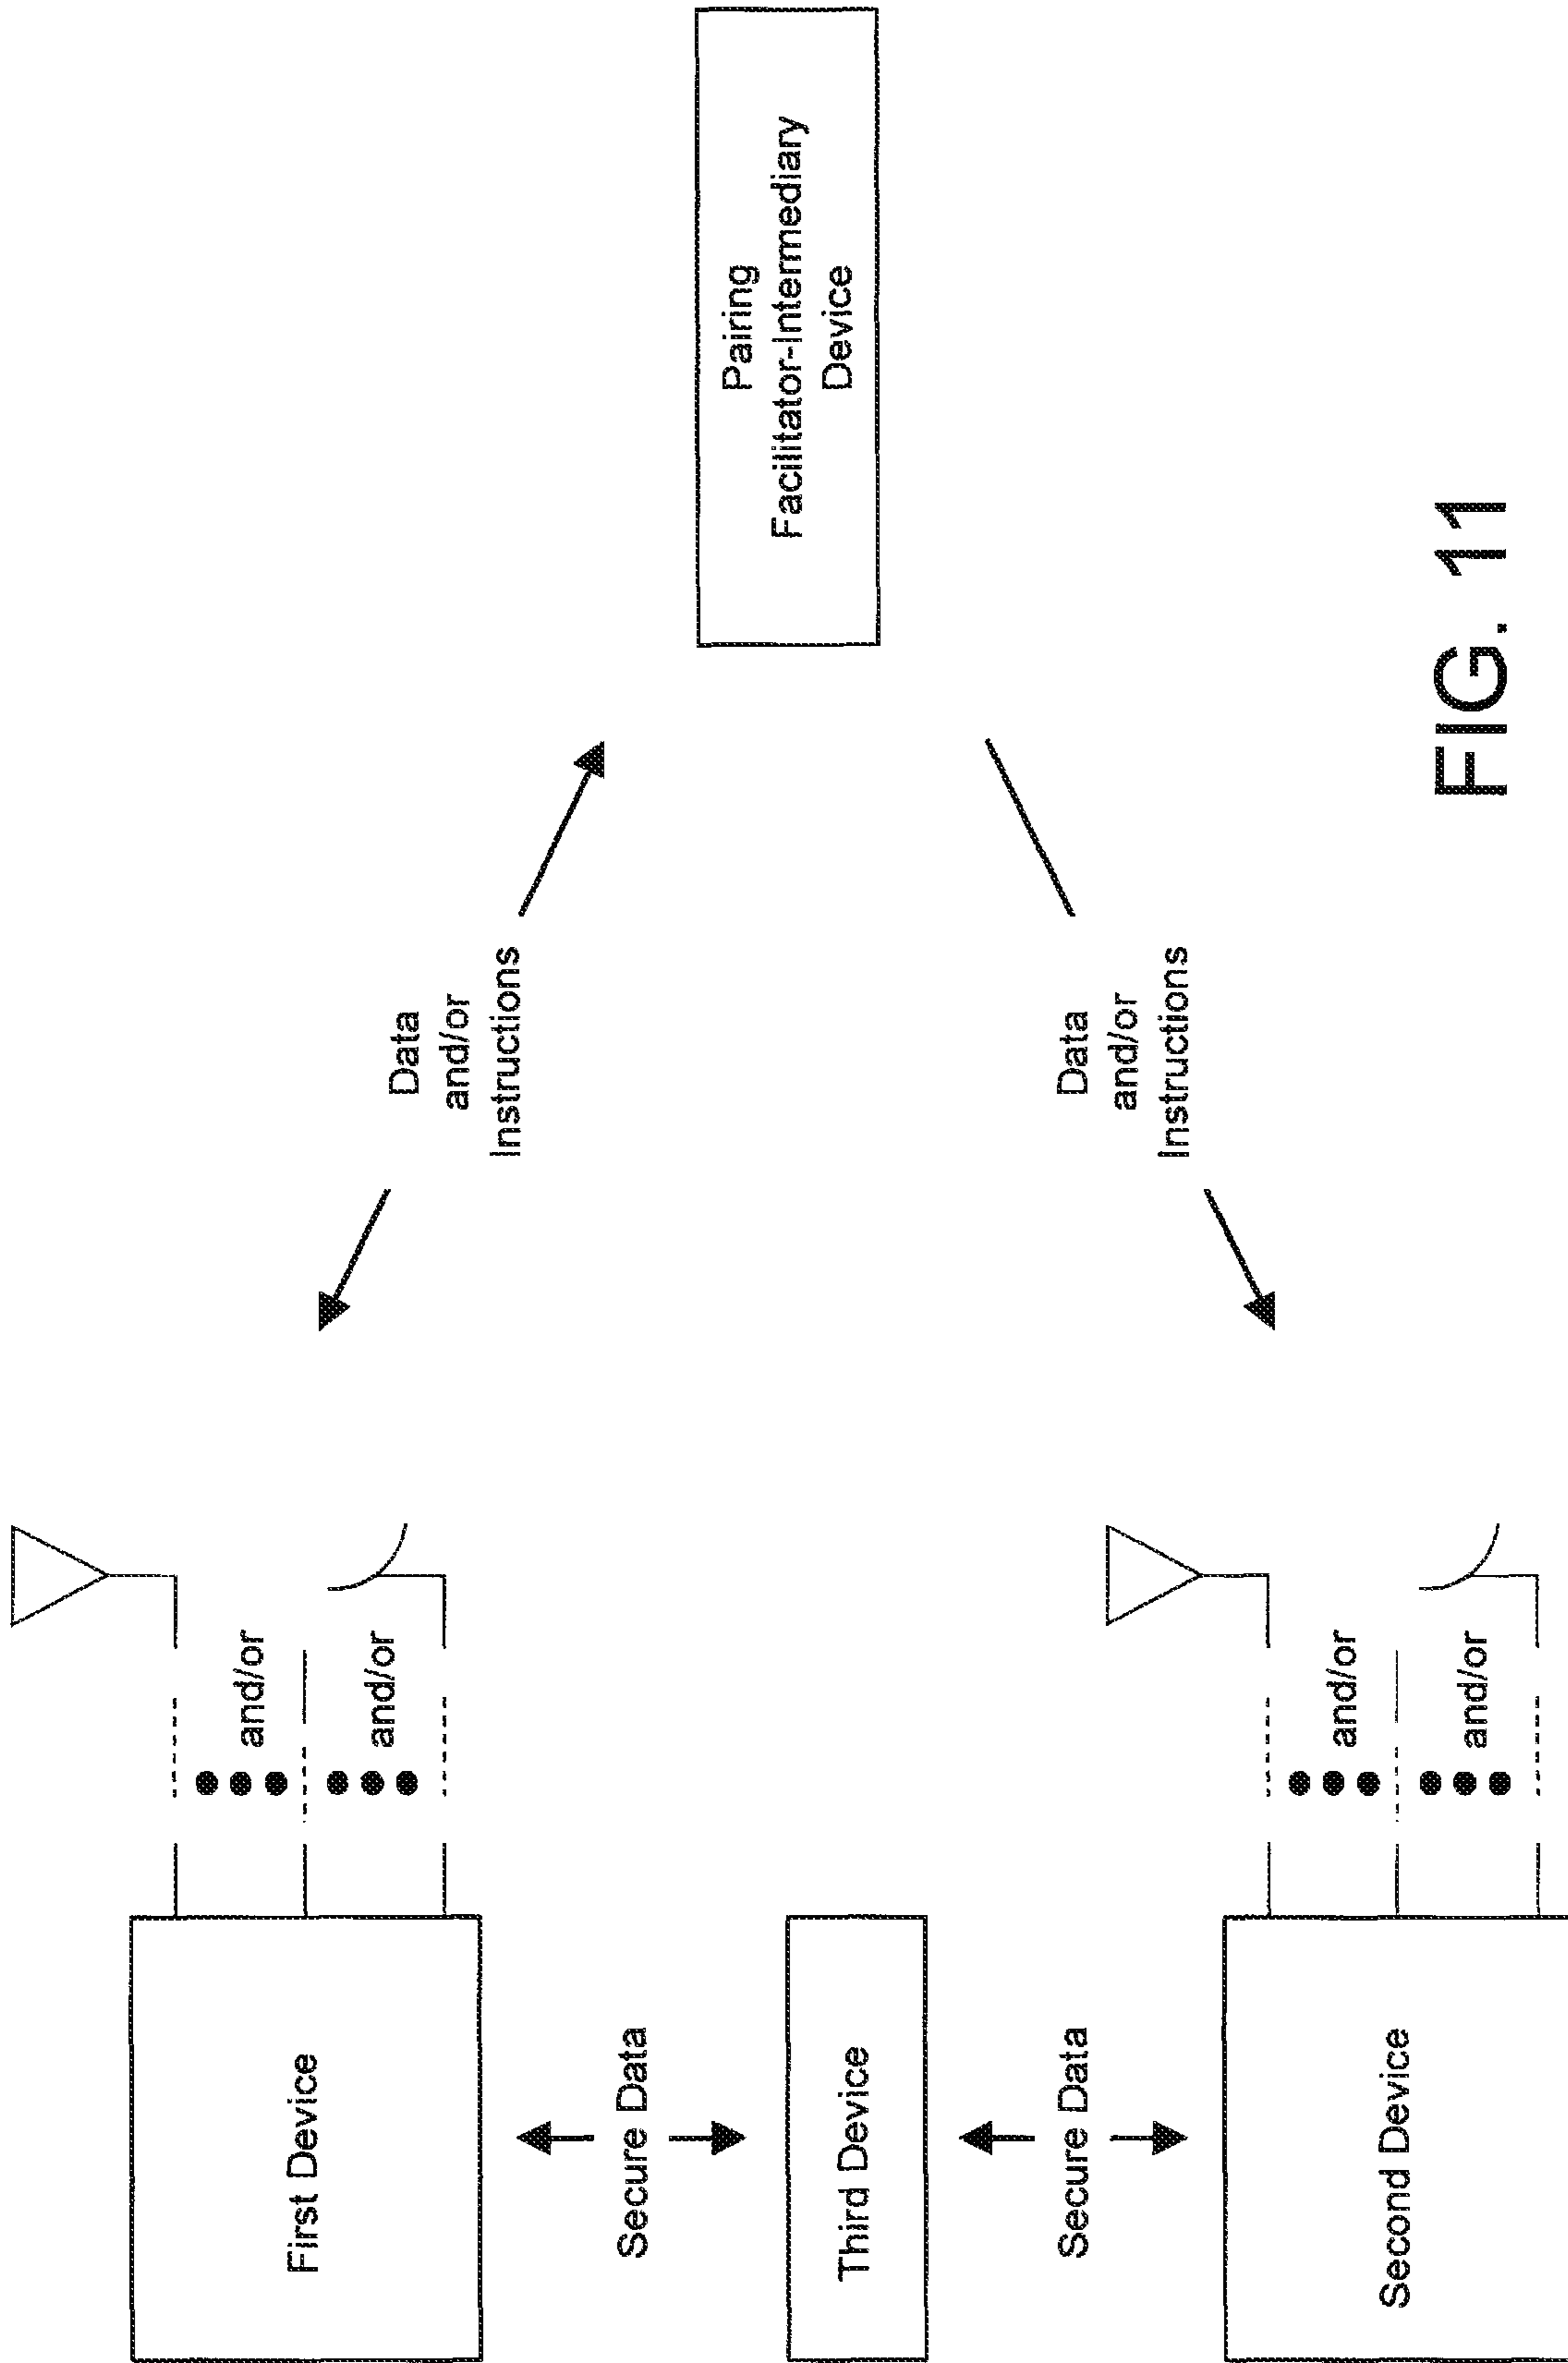 First Device
and/or
and/or
Data
and/or
Instructions
Secure Data
Third Device
Pairing
Facilitator-Intermediary
Device
Secure Data
Data
and/or
Instructions
Second Device
and/or
and/or
FIG. 11